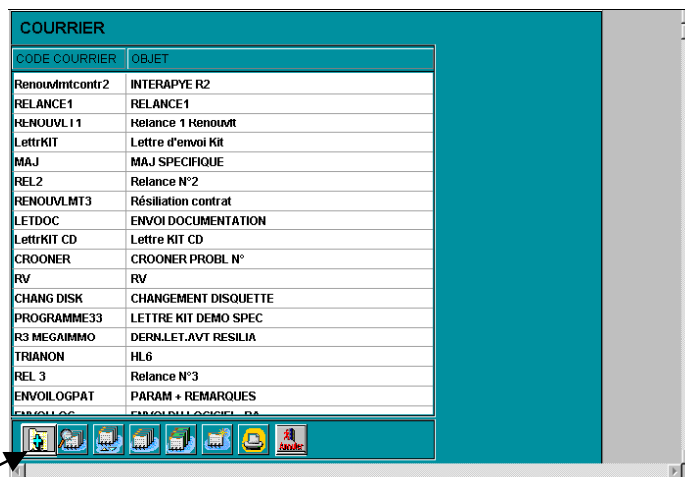 COURRIER
CODE COURRIER OBJET
Renouvlmtcontr2 INTERAPYE R2
RELANCE1 RELANCE1
RENOUVLT1 Relance 1 Renouvlt
LettrKIT Lettre d'envoi Kit
MAJ MAJ SPECIFIQUE
REL2 Relance N°2
RENOUVLMT3 Résiliation contrat
LETDOC ENVOI DOCUMENTATION
LettrKIT CD Lettre KIT CD
CROONER CROONER PROBL N°
RV RV
CHANG DISK CHANGEMENT DISQUETTE
PROGRAMME33 LETTRE KIT DEMO SPEC
R3 MEGAIMMO DERN.LET.AVT RESILIA
TRIANON HL6
REL 3 Relance N°3
ENVOILOGPAT PARAM + REMARQUES
Annuler